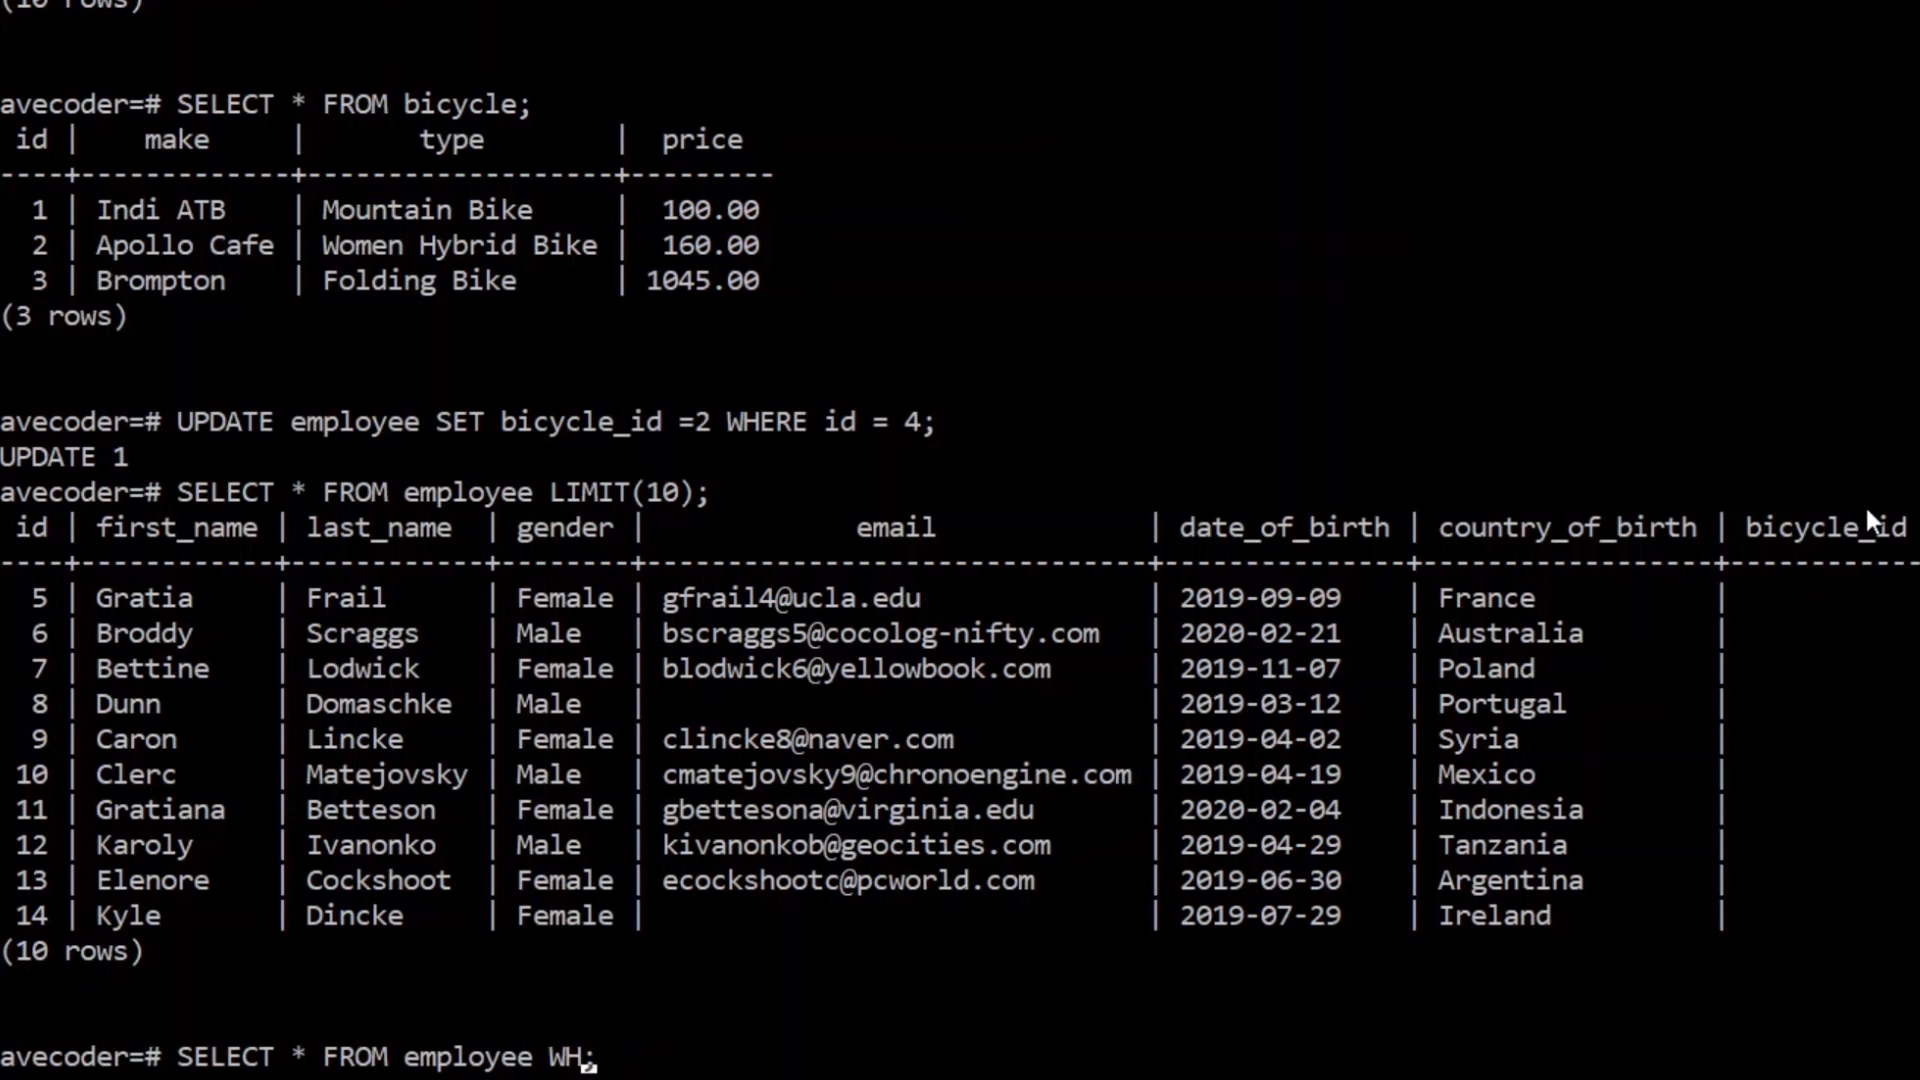 (10 rows)
avecoder=# SELECT * FROM bicycle;
id | make | type | price
----+-------------+-------------------+---------
1 | Indi ATB | Mountain Bike | 100.00
2 | Apollo Cafe | Women Hybrid Bike | 160.00
3 | Brompton | Folding Bike | 1045.00
(3 rows)
avecoder=# UPDATE employee SET bicycle_id =2 WHERE id = 4;
UPDATE 1
avecoder=# SELECT * FROM employee LIMIT(10);
id | first_name | last_name | gender | email | date_of_birth | country_of_birth | bicycle_id
----+------------+------------+--------+-------------------------------+---------------+------------------+------------
5 | Gratia | Frail | Female | gfrail4@ucla.edu | 2019-09-09 | France |
6 | Broddy | Scraggs | Male | bscraggs5@cocolog-nifty.com | 2020-02-21 | Australia |
7 | Bettine | Lodwick | Female | blodwick6@yellowbook.com | 2019-11-07 | Poland |
8 | Dunn | Domaschke | Male | | 2019-03-12 | Portugal |
9 | Caron | Lincke | Female | clincke8@naver.com | 2019-04-02 | Syria |
10 | Clerc | Matejovsky | Male | cmatejovsky9@chronoengine.com | 2019-04-19 | Mexico |
11 | Gratiana | Betteson | Female | gbettesona@virginia.edu | 2020-02-04 | Indonesia |
12 | Karoly | Ivanonko | Male | kivanonkob@geocities.com | 2019-04-29 | Tanzania |
13 | Elenore | Cockshoot | Female | ecockshootc@pcworld.com | 2019-06-30 | Argentina |
14 | Kyle | Dincke | Female | | 2019-07-29 | Ireland |
(10 rows)
avecoder=# SELECT * FROM employee WH;